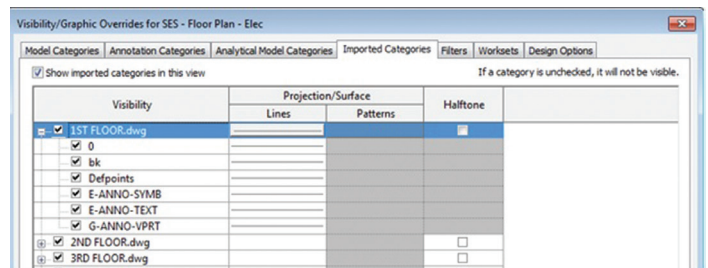 Visibility/Graphic Overrides for SES - Floor Plan - Elec
Model Categories Annotation Categories Analytical Model Categories Imported Categories Filters Worksets Design Options
Show imported categories in this view If a category is unchecked, it will not be visible.
Visibility Projection/Surface Halftone
Lines Patterns
1ST FLOOR.dwg
0
bk
Defpoints
E-ANNO-SYMB
E-ANNO-TEXT
G-ANNO-VPRT
2ND FLOOR.dwg
3RD FLOOR.dwg